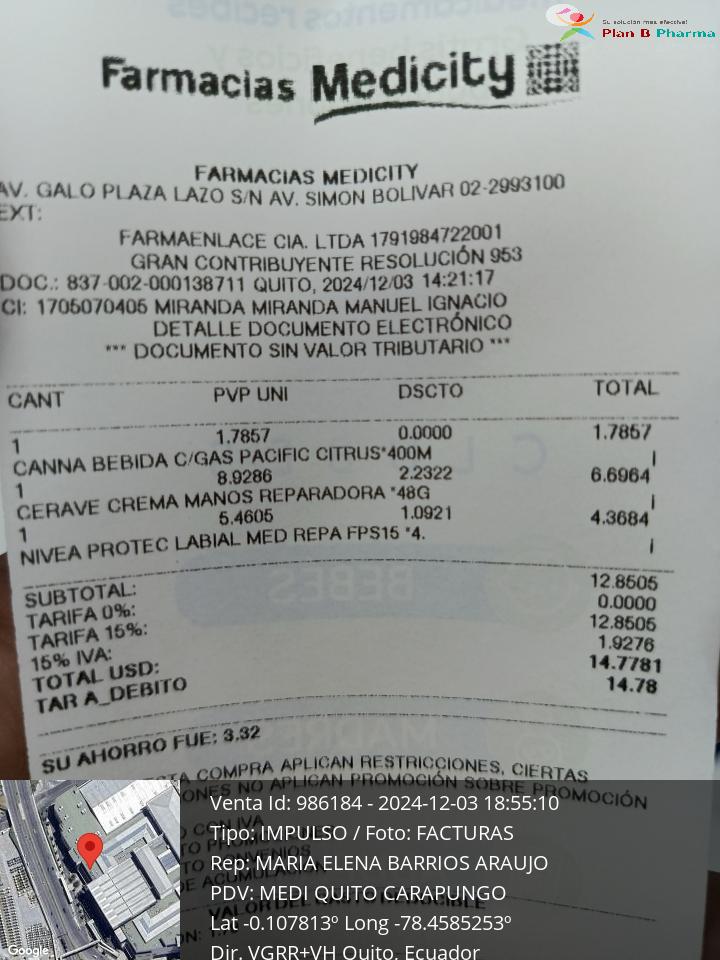 Su solución mas efectiva!
Plan B Pharma
Farmacias Medicity
FARMACIAS MEDICITY
AV. GALO PLAZA LAZO S/N AV. SIMON BOLIVAR 02-2993100
EXT:
FARMAENLACE CIA. LTDA 1791984722001
GRAN CONTRIBUYENTE RESOLUCIÓN 953
DOC.: 837-002-000138711 QUITO, 2024/12/03 14:21:17
CI: 1705070405 MIRANDA MIRANDA MANUEL IGNACIO
DETALLE DOCUMENTO ELECTRÓNICO
*** DOCUMENTO SIN VALOR TRIBUTARIO ***
CANT PVP UNI DSCTO TOTAL
1 1.7857 0.0000 1.7857
CANNA BEBIDA C/GAS PACIFIC CITRUS*400M i
1 8.9286 2.2322 6.6964
CERAVE CREMA MANOS REPARADORA *48G i
1 5.4605 1.0921 4.3684
NIVEA PROTEC LABIAL MED REPA FPS15 *4. i
SUBTOTAL: 12.8505
TARIFA 0%: 0.0000
TARIFA 15%: 12.8505
15% IVA: 1.9276
TOTAL USD: 14.7781
TAR A_DEBITO 14.78
SU AHORRO FUE: 3.32
COMPRA APLICAN RESTRICCIONES, CIERTAS
NO APLICAN PROMOCIÓN SOBRE PROMOCIÓN
CON IVA
Venta Id: 986184 - 2024-12-03 18:55:10
Tipo: IMPULSO / Foto: FACTURAS
Rep: MARIA ELENA BARRIOS ARAUJO
PDV: MEDI QUITO CARAPUNGO
Lat -0.107813º Long -78.4585253º
Dir. VGRR+VH Quito, Ecuador
Google